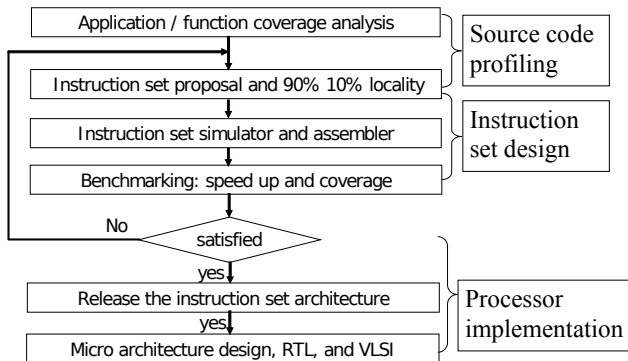 Application / function coverage analysis
Source code
profiling
Instruction set proposal and 90% 10% locality
Instruction set simulator and assembler
Instruction
set design
Benchmarking: speed up and coverage
No
satisfied
yes
Release the instruction set architecture
yes
Processor
implementation
Micro architecture design, RTL, and VLSI